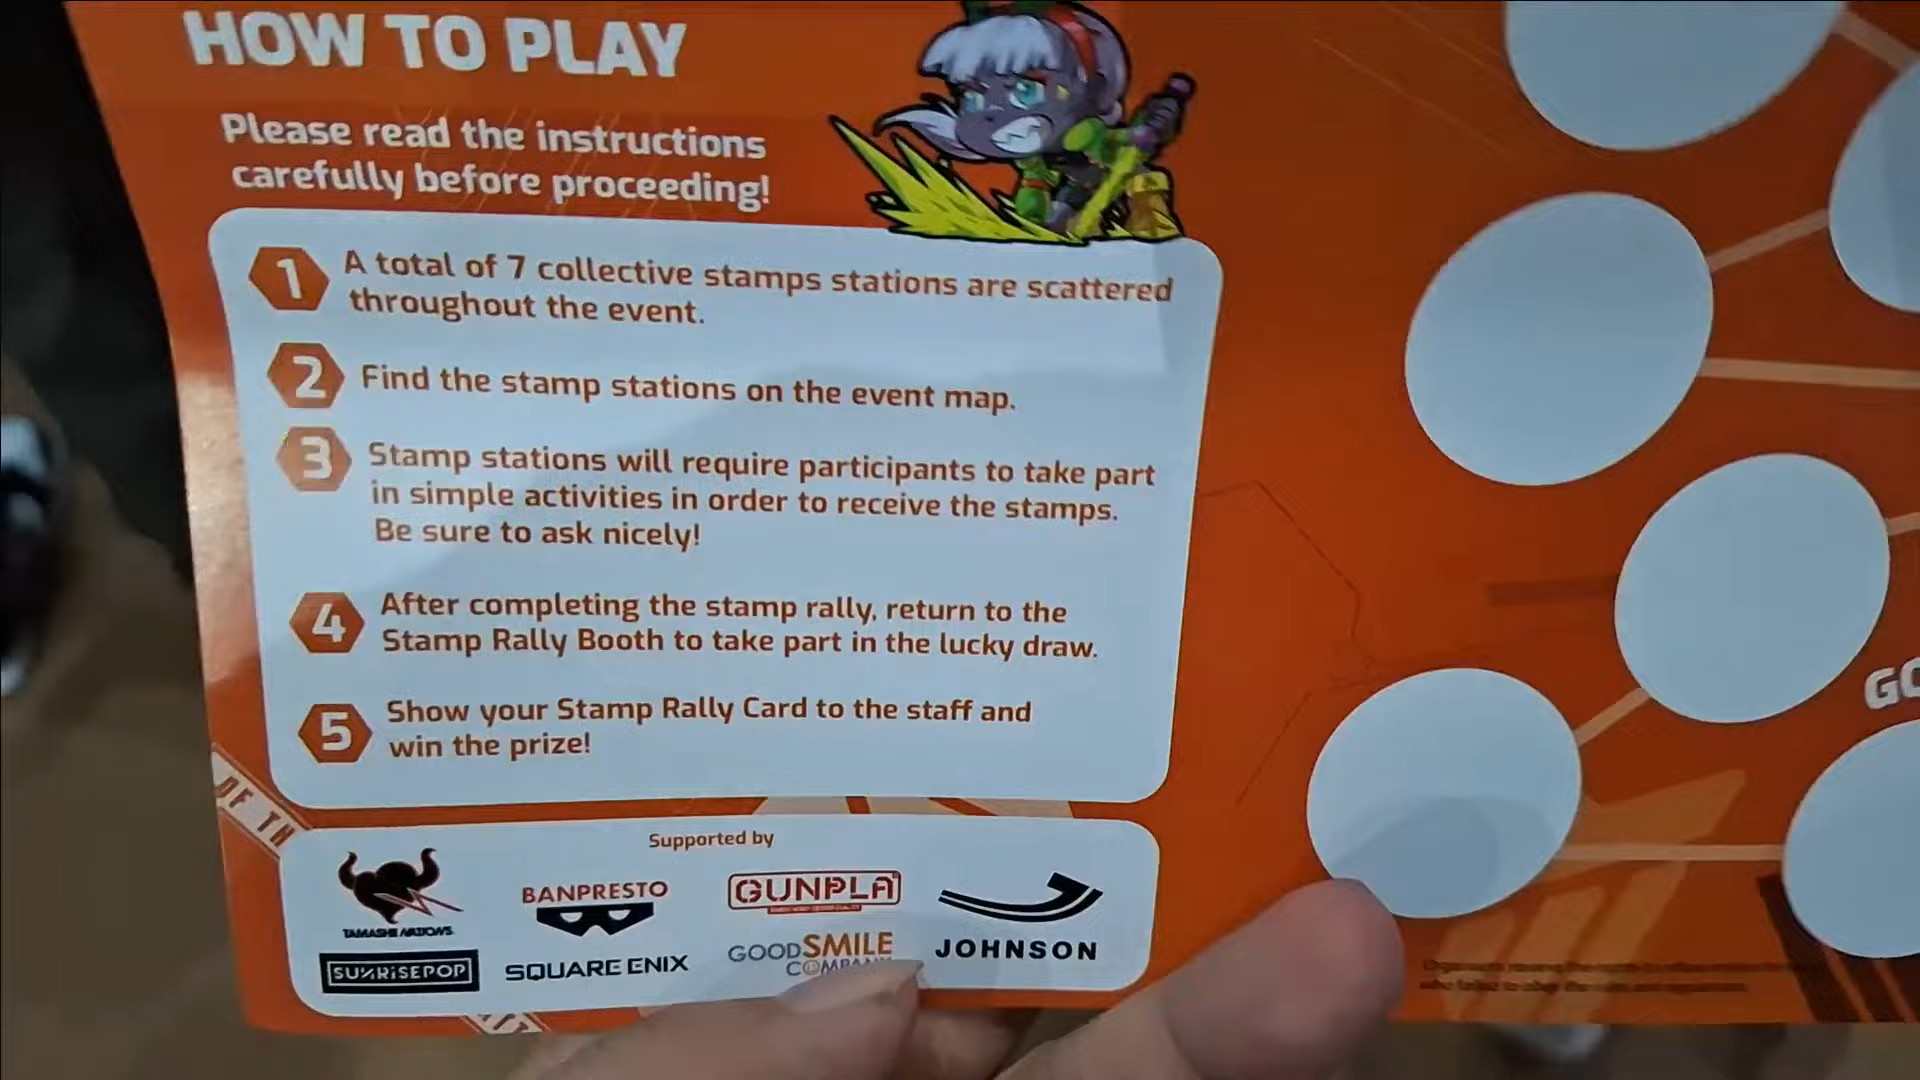 HOW TO PLAY
Please read the instructions
carefully before proceeding!
1 A total of 7 collective stamps stations are scattered
throughout the event.
2 Find the stamp stations on the event map.
3 Stamp stations will require participants to take part
in simple activities in order to receive the stamps.
Be sure to ask nicely!
4 After completing the stamp rally, return to the
Stamp Rally Booth to take part in the lucky draw.
5 Show your Stamp Rally Card to the staff and
win the prize!
GO
OF TH
Supported by
TAMASHII NATIONS
BANPRESTO
GUNPLA
JOHNSON
SUNRISEPOP
SQUARE ENIX
GOODSMILE
COMPANY